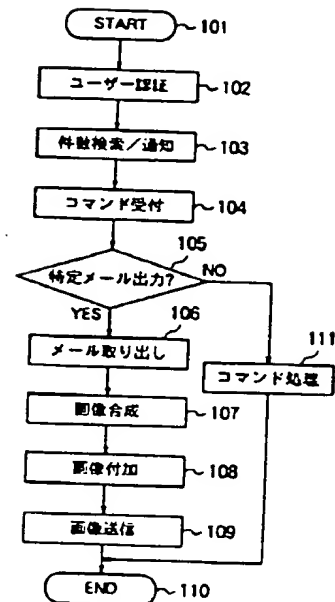 START 101
ユーザー認証 102
件数検索/通知 103
コマンド受付 104
105
特定メール出力? NO
YES 106
メール取り出し
111
コマンド処理
画像合成 107
画像付加 108
画像送信 109
END 110